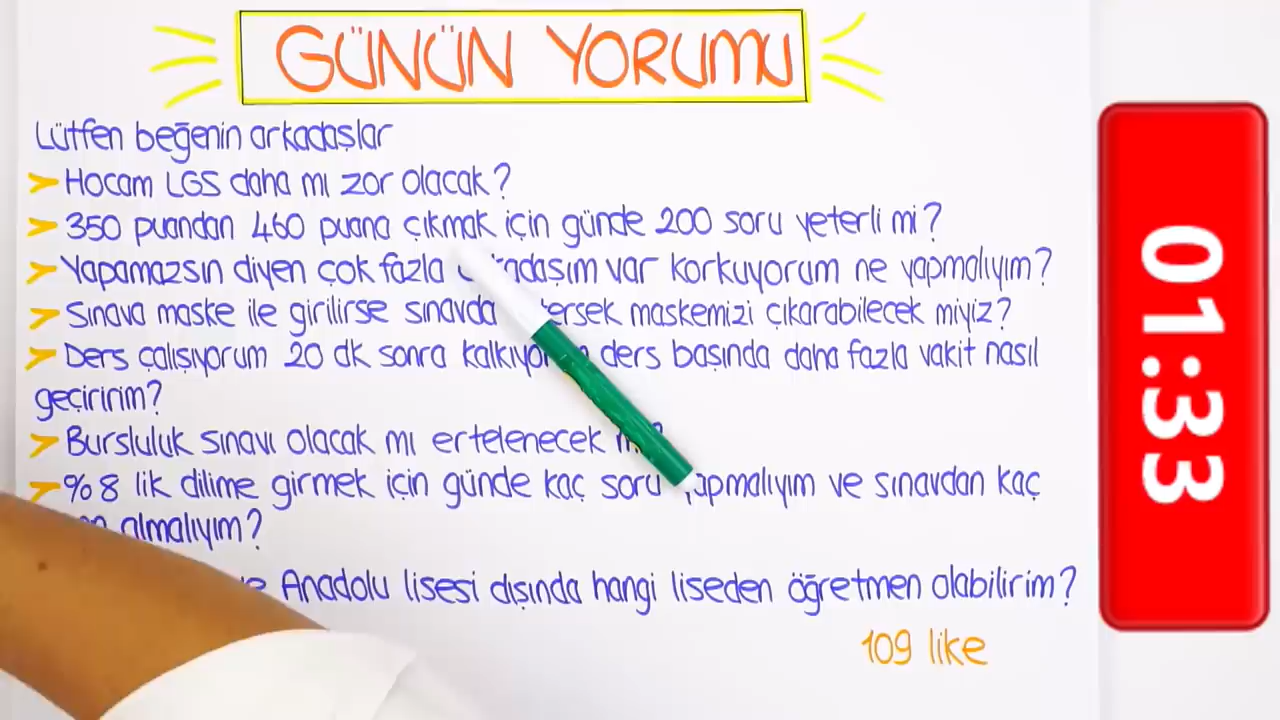 GÜNÜN YORUMU
Lütfen beğenin arkadaşlar
➤ Hocam LGS daha mı zor olacak?
➤ 350 puandan 460 puana çıkmak için günde 200 soru yeterli mi?
➤ Yapamazsın diyen çok fazla var korkuyorum ne yapmalıyım?
➤ Sınava maske ile girilirse maskemizi çıkarabilecek miyiz?
➤ Ders çalışıyorum 20 dk sonra ders başında daha fazla vakit nasıl
geçiririm?
➤ Bursluluk sınavı olacak mı ertelenecek
➤ %8 lik dilime girmek için günde kaç soru ve sınavdan kaç
almalıyım?
Anadolu lisesi dışında hangi liseden öğretmen olabilirim?
109 like
01:33